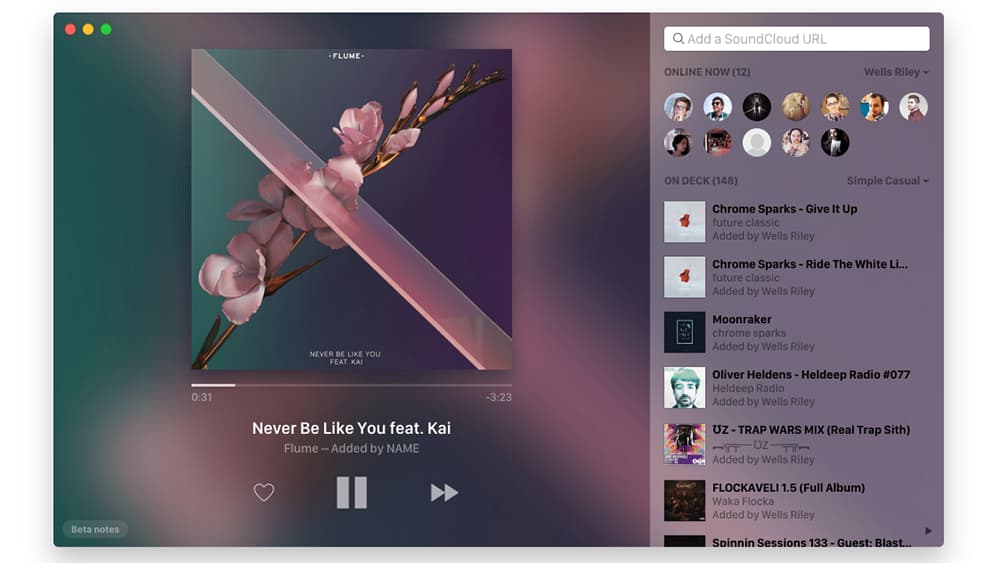 ·FLUME·
NEVER BE LIKE YOU
FEAT. KAI
0:31
-3:23
Never Be Like You feat. Kai
Flume – Added by NAME
Beta notes
Add a SoundCloud URL
ONLINE NOW (12)
Wells Riley
ON DECK (148)
Simple Casual
Chrome Sparks - Give It Up
future classic
Added by Wells Riley
Chrome Sparks - Ride The White Li...
future classic
Added by Wells Riley
Moonraker
chrome sparks
Added by Wells Riley
Oliver Heldens - Heldeep Radio #077
Heldeep Radio
Added by Wells Riley
ƱZ - TRAP WARS MIX (Real Trap Sith)
ƱZ
Added by Wells Riley
FLOCKAVELI 1.5 (Full Album)
Waka Flocka
Added by Wells Riley
Spinnin Sessions 133 - Guest: Blast...